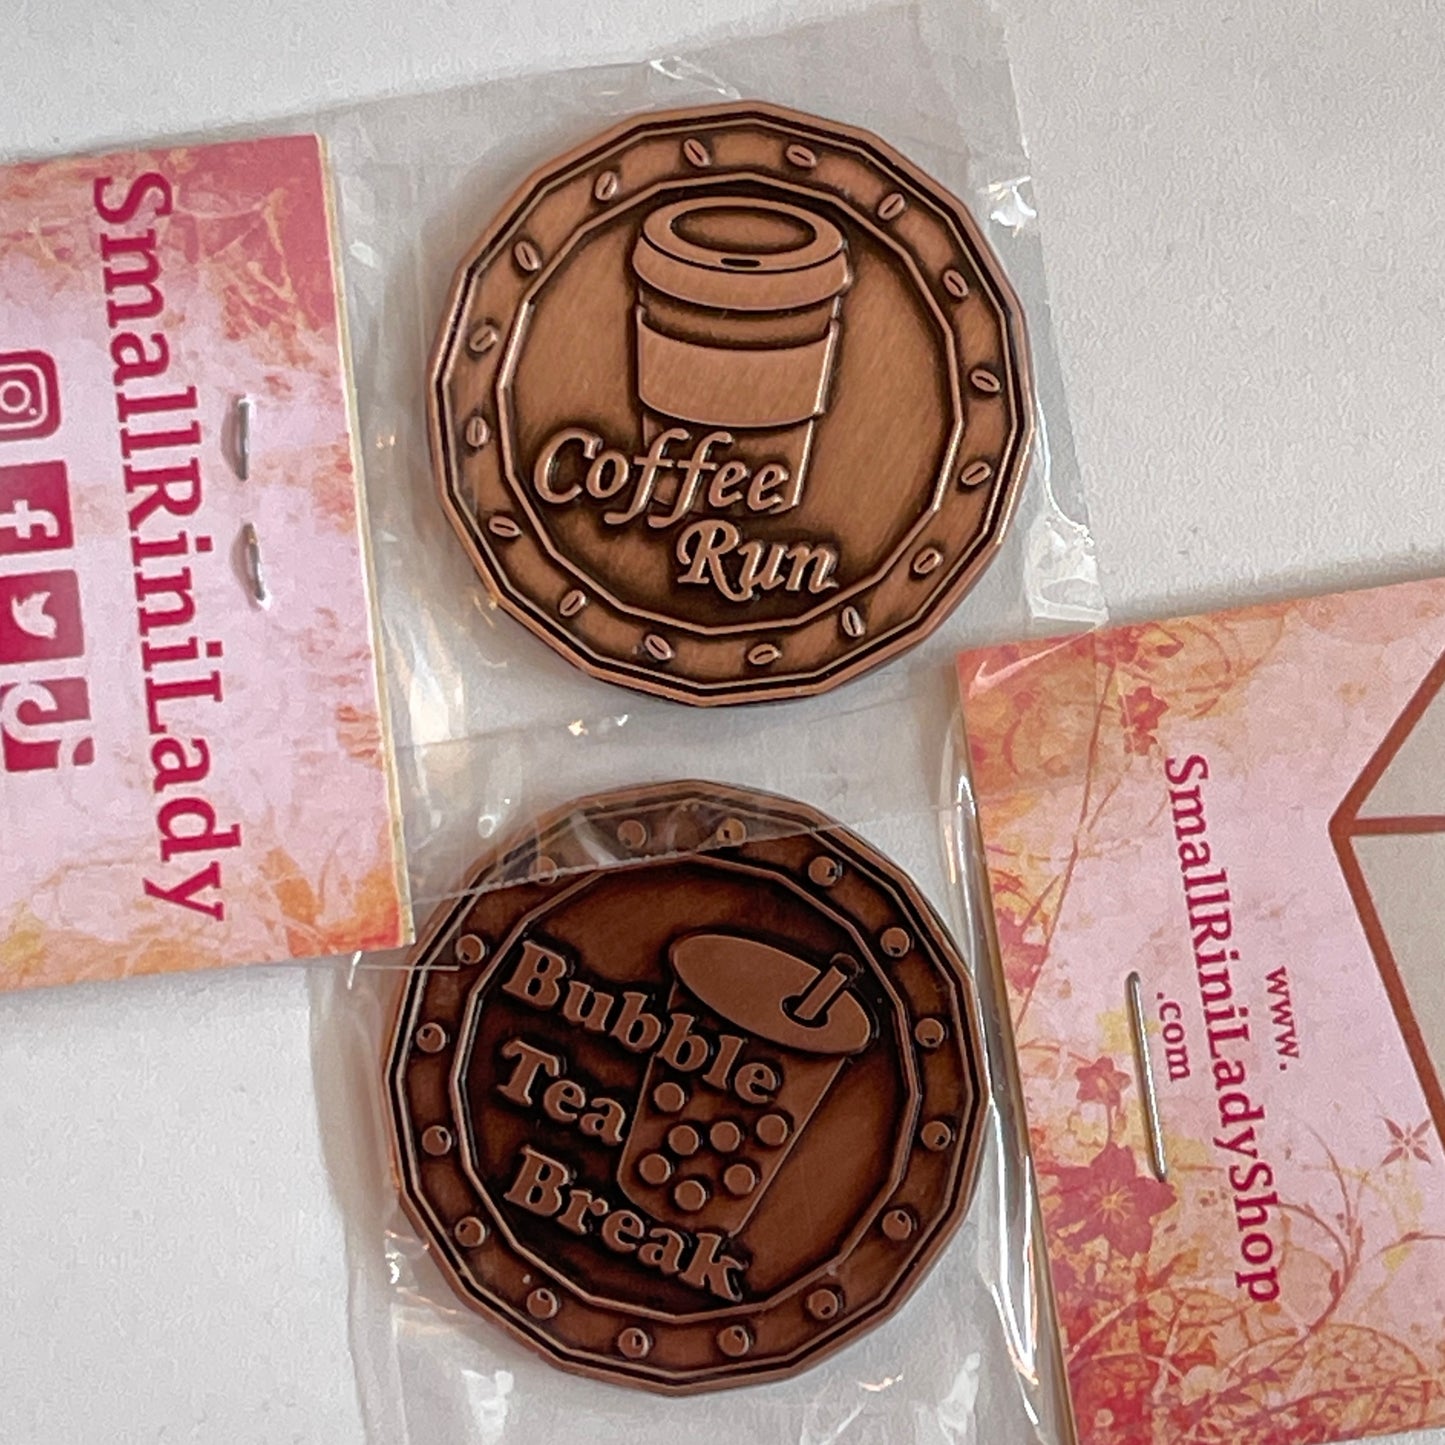 SmallRiniLady
Coffee
Run
Bubble
Tea
Break
www.
SmallRiniLadyShop
.com